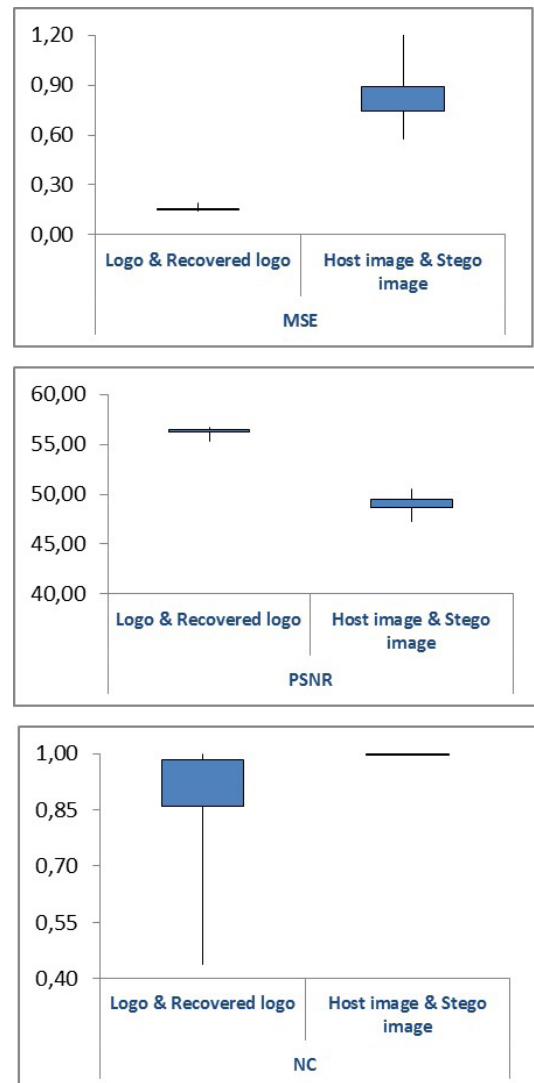 1,20
0,90
0,60
0,30
0,00
Logo & Recovered logo
Host image & Stego
image
MSE
60,00
55,00
50,00
45,00
40,00
Logo & Recovered logo
Host image & Stego
image
PSNR
1,00
0,85
0,70
0,55
0,40
Logo & Recovered logo
Host image & Stego
image
NC